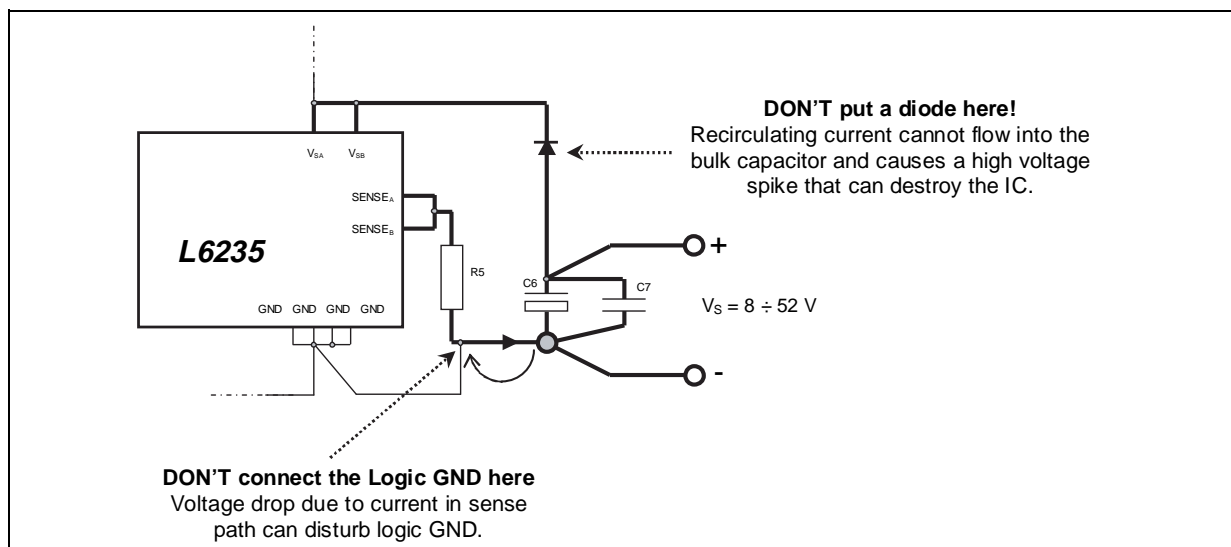 DON'T put a diode here!
Recirculating current cannot flow into the
bulk capacitor and causes a high voltage
spike that can destroy the IC.
VSA VSB
SENSEA
SENSEB
L6235
R5
C6
C7
+
VS = 8 ÷ 52 V
-
GND GND GND GND
DON'T connect the Logic GND here
Voltage drop due to current in sense
path can disturb logic GND.